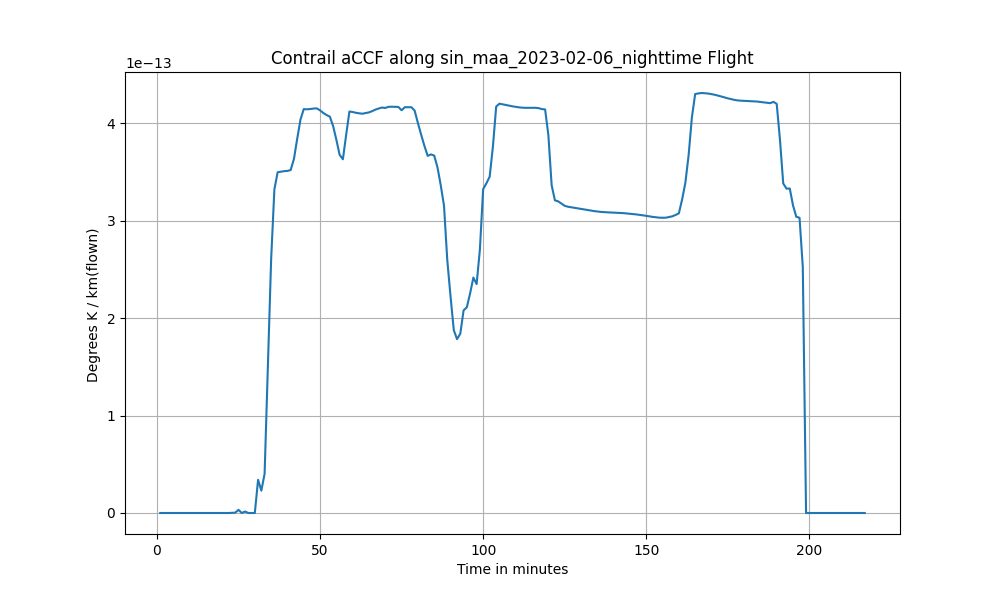 Contrail aCCF along sin_maa_2023-02-06_nighttime Flight
1e−13
4
3
2
1
0
Degrees K / km(flown)
0 50 100 150 200
Time in minutes